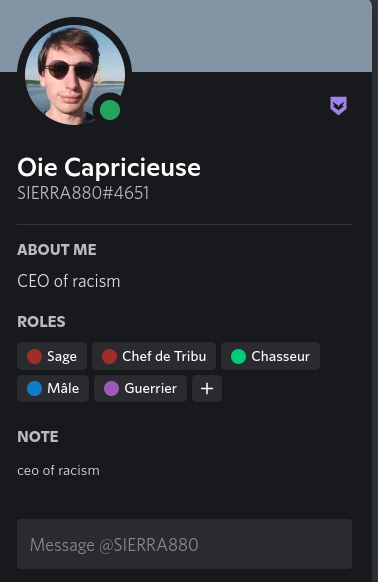 Oie Capricieuse
SIERRA880#4651
ABOUT ME
CEO of racism
ROLES
Sage
Chef de Tribu
Chasseur
Mâle
Guerrier
+
NOTE
ceo of racism
Message @SIERRA880